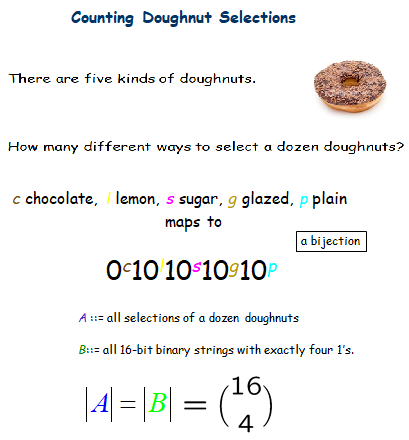 Counting Doughnut Selections
There are five kinds of doughnuts.
How many different ways to select a dozen doughnuts?
c chocolate, l lemon, s sugar, g glazed, p plain
maps to
a bijection
0ᶜ10ˡ10ˢ10ᵍ10ᵖ
A ::= all selections of a dozen doughnuts
B::= all 16-bit binary strings with exactly four 1's.
|A| = |B| = (16 4)